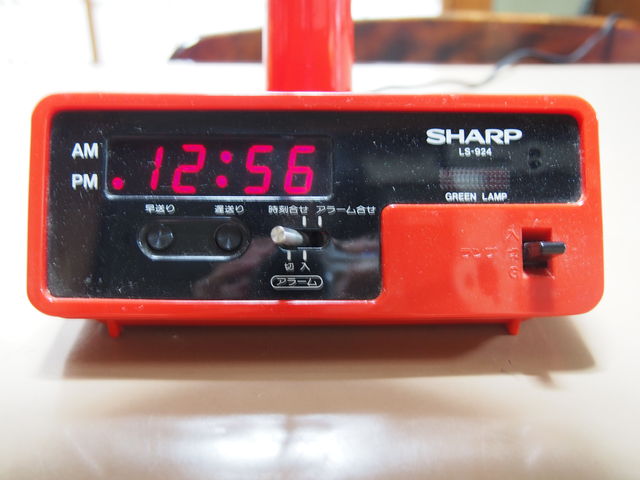 AM
PM
.12:56
SHARP
LS-924
GREEN LAMP
早送り 遅送り 時刻合せ アラーム合せ
切 入
アラーム
入